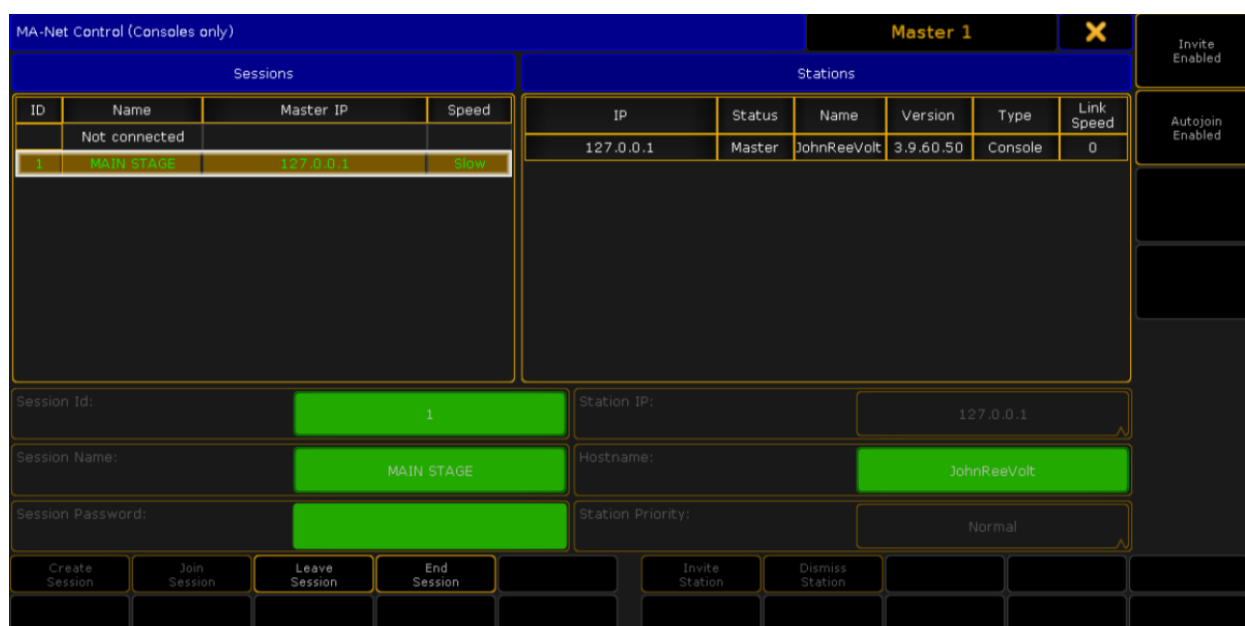 MA-Net Control (Consoles only)
Master 1
Invite
Enabled
Sessions
Stations
ID Name Master IP Speed
Not connected
1 MAIN STAGE 127.0.0.1 Slow
IP Status Name Version Type Link Speed
127.0.0.1 Master JohnReeVolt 3.9.60.50 Console 0
Autojoin
Enabled
Session Id: 1
Station IP: 127.0.0.1
Session Name: MAIN STAGE
Hostname: JohnReeVolt
Session Password:
Station Priority: Normal
Create
Session
Join
Session
Leave
Session
End
Session
Invite
Station
Dismiss
Station